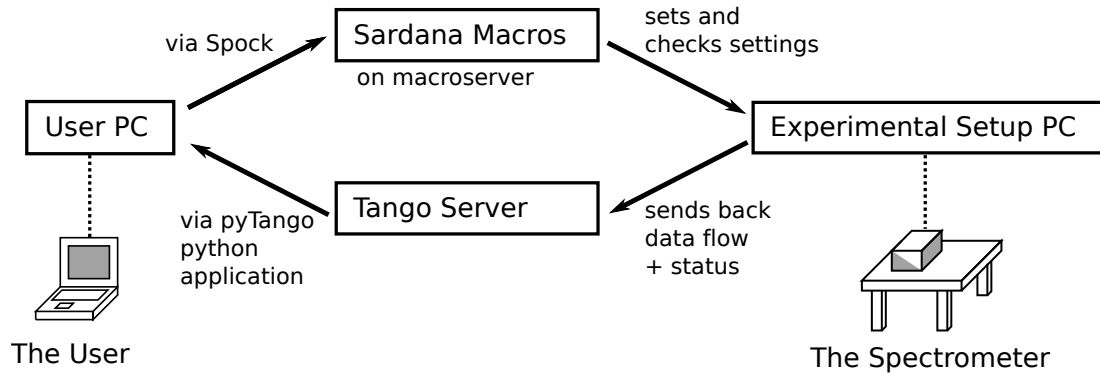 Sardana Macros
on macroserver
via Spock
sets and
checks settings
User PC
Experimental Setup PC
Tango Server
via pyTango
python
application
sends back
data flow
+ status
The User
The Spectrometer